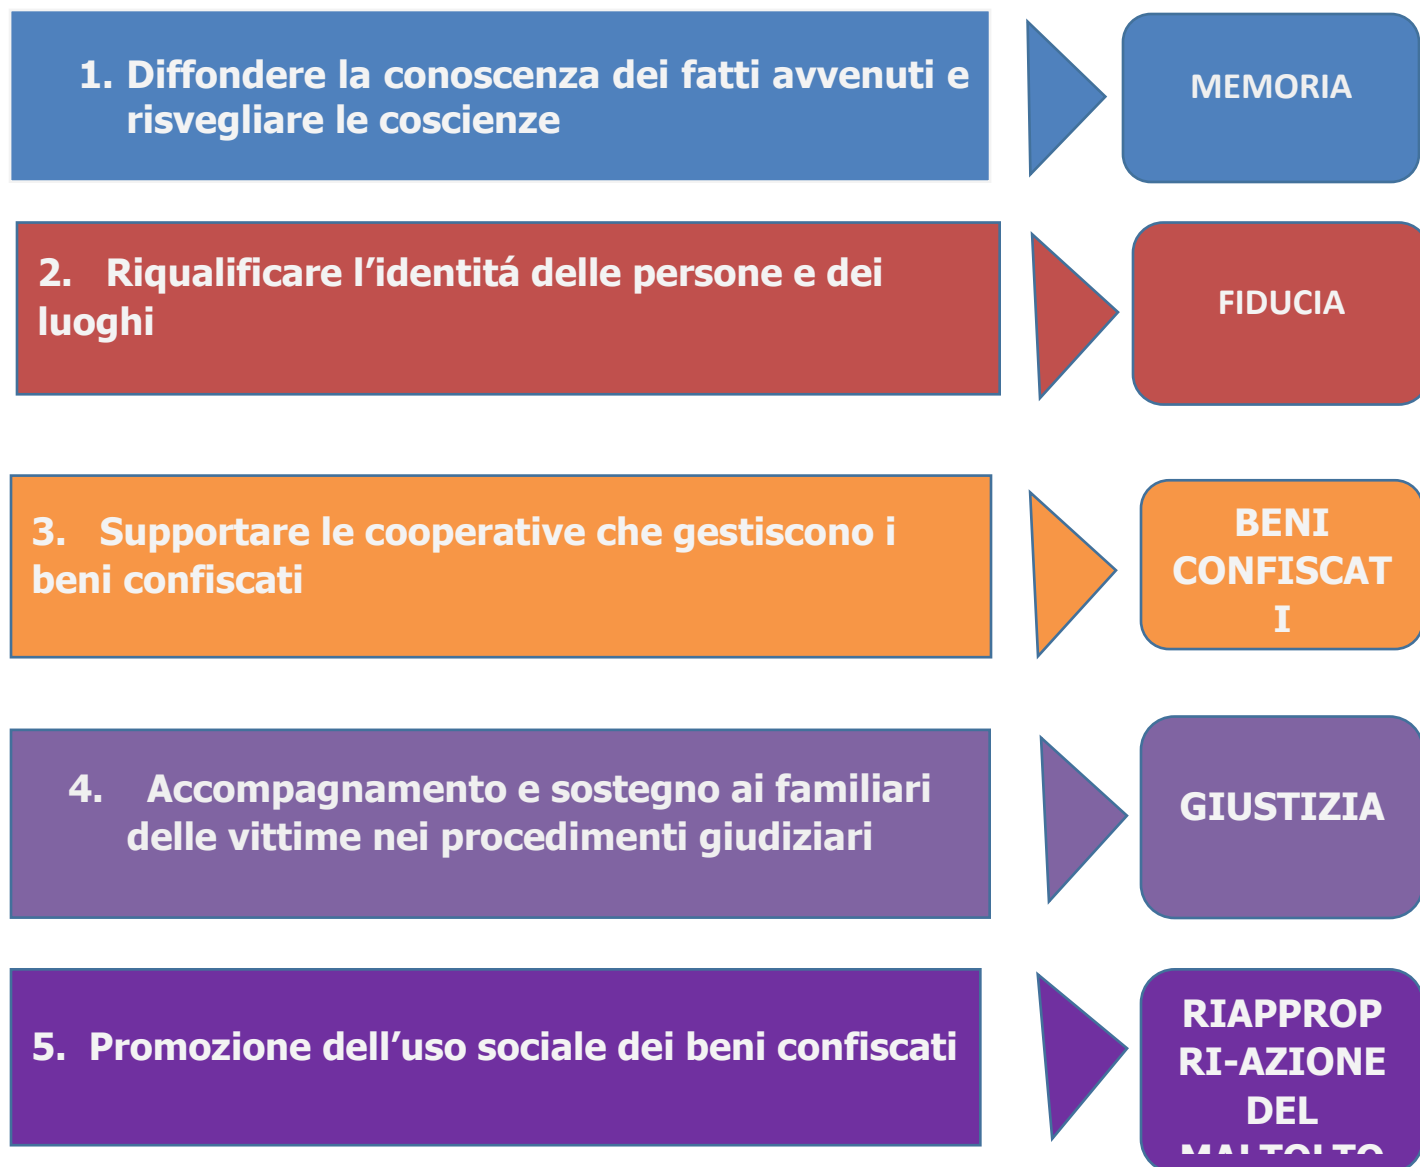 1. Diffondere la conoscenza dei fatti avvenuti e
risvegliare le coscienze
MEMORIA
2. Riqualificare l’identitá delle persone e dei
luoghi
FIDUCIA
3. Supportare le cooperative che gestiscono i
beni confiscati
BENI
CONFISCAT
I
4. Accompagnamento e sostegno ai familiari
delle vittime nei procedimenti giudiziari
GIUSTIZIA
5. Promozione dell’uso sociale dei beni confiscati
RIAPPROP
RI-AZIONE
DEL
MALTOLTO